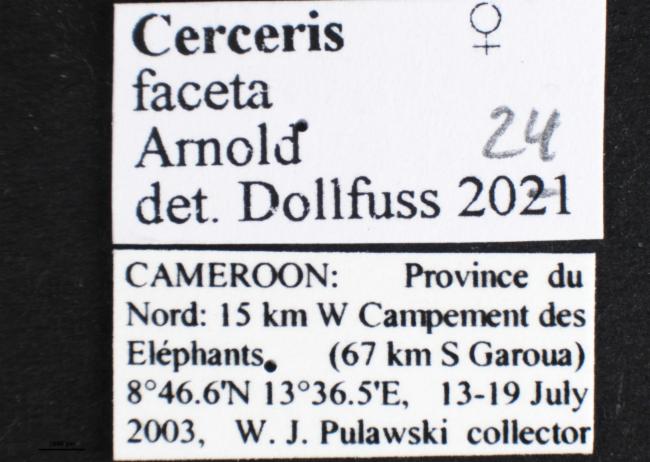 Cerceris ♀
faceta
Arnold 24
det. Dollfuss 2021
CAMEROON: Province du
Nord: 15 km W Campement des
Eléphants. (67 km S Garoua)
8°46.6'N 13°36.5'E, 13-19 July
2003, W. J. Pulawski collector